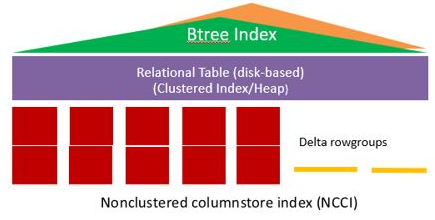 Btree Index
Relational Table (disk-based)
(Clustered Index/Heap)
Delta rowgroups
Nonclustered columnstore index (NCCI)